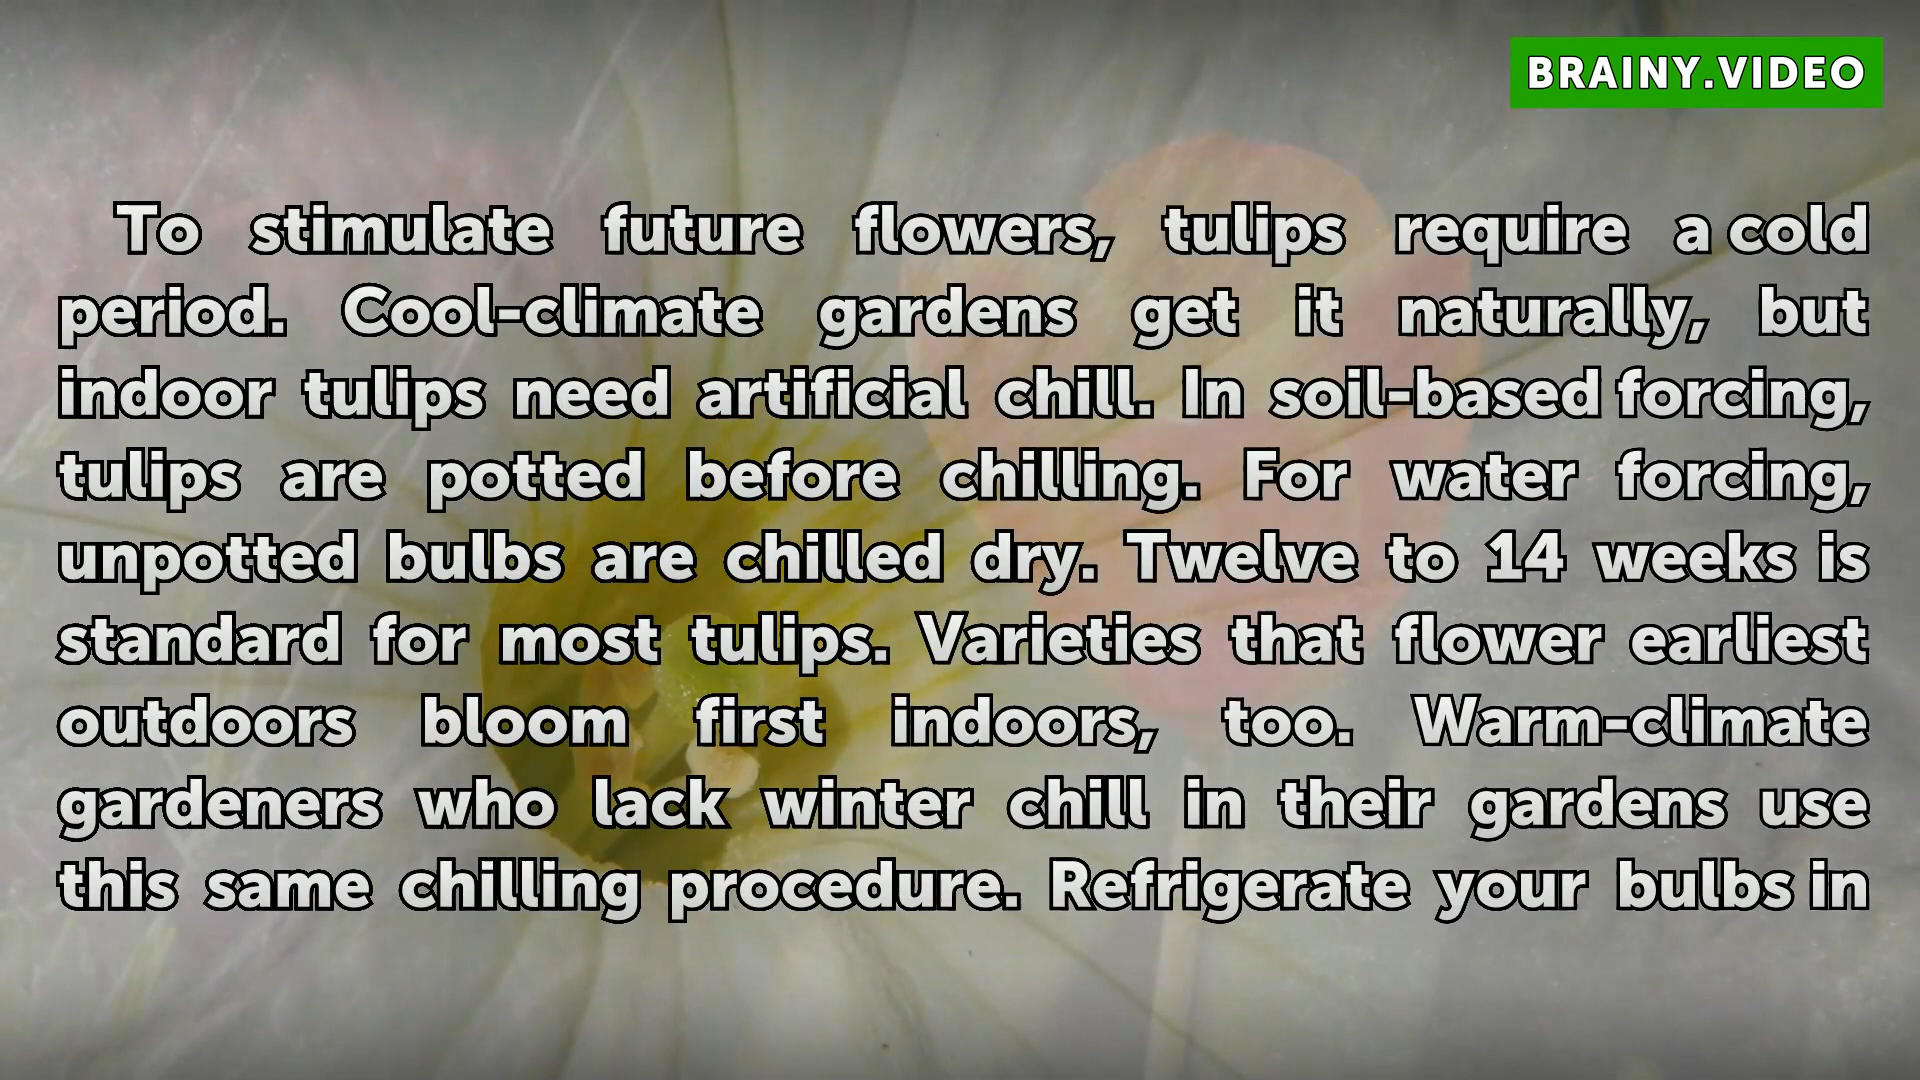 BRAINY.VIDEO
To stimulate future flowers, tulips require a cold
period. Cool-climate gardens get it naturally, but
indoor tulips need artificial chill. In soil-based forcing,
tulips are potted before chilling. For water forcing,
unpotted bulbs are chilled dry. Twelve to 14 weeks is
standard for most tulips. Varieties that flower earliest
outdoors bloom first indoors, too. Warm-climate
gardeners who lack winter chill in their gardens use
this same chilling procedure. Refrigerate your bulbs in